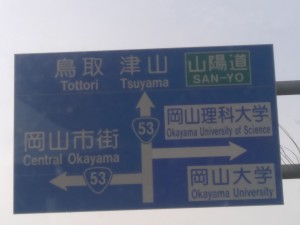 鳥取 津山 山陽道
Tottori Tsuyama SAN-YO
53
岡山理科大学
Okayama University of Science
岡山市街
Central Okayama
53
岡山大学
Okayama University